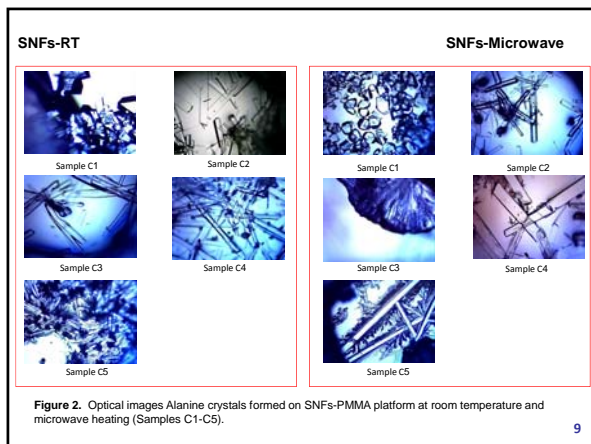 SNFs-RT
SNFs-Microwave
Sample C1
Sample C2
Sample C3
Sample C4
Sample C5
Sample C1
Sample C2
Sample C3
Sample C4
Sample C5
Figure 2. Optical images Alanine crystals formed on SNFs-PMMA platform at room temperature and
microwave heating (Samples C1-C5).
9